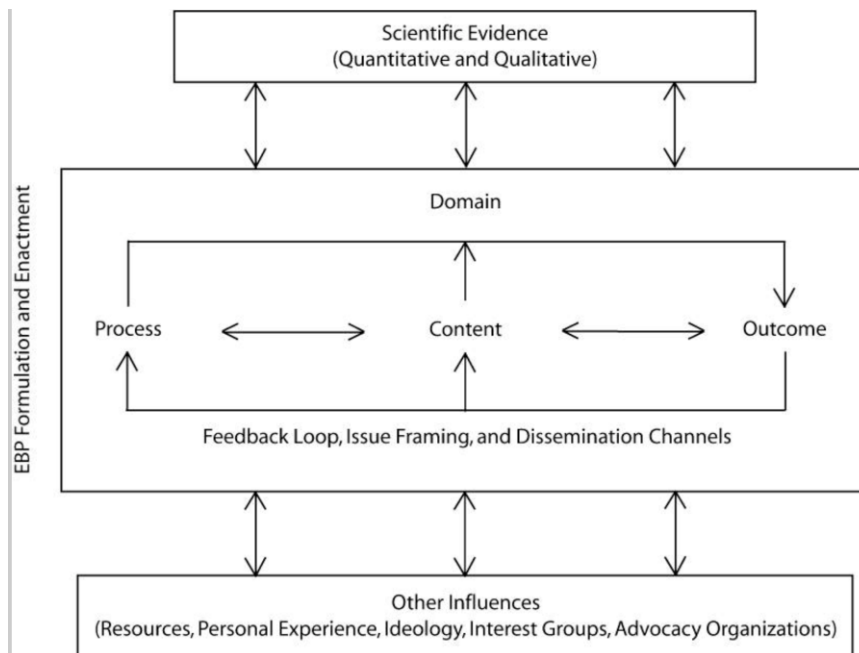 Scientific Evidence
(Quantitative and Qualitative)
EBP Formulation and Enactment
Domain
Process
Content
Outcome
Feedback Loop, Issue Framing, and Dissemination Channels
Other Influences
(Resources, Personal Experience, Ideology, Interest Groups, Advocacy Organizations)